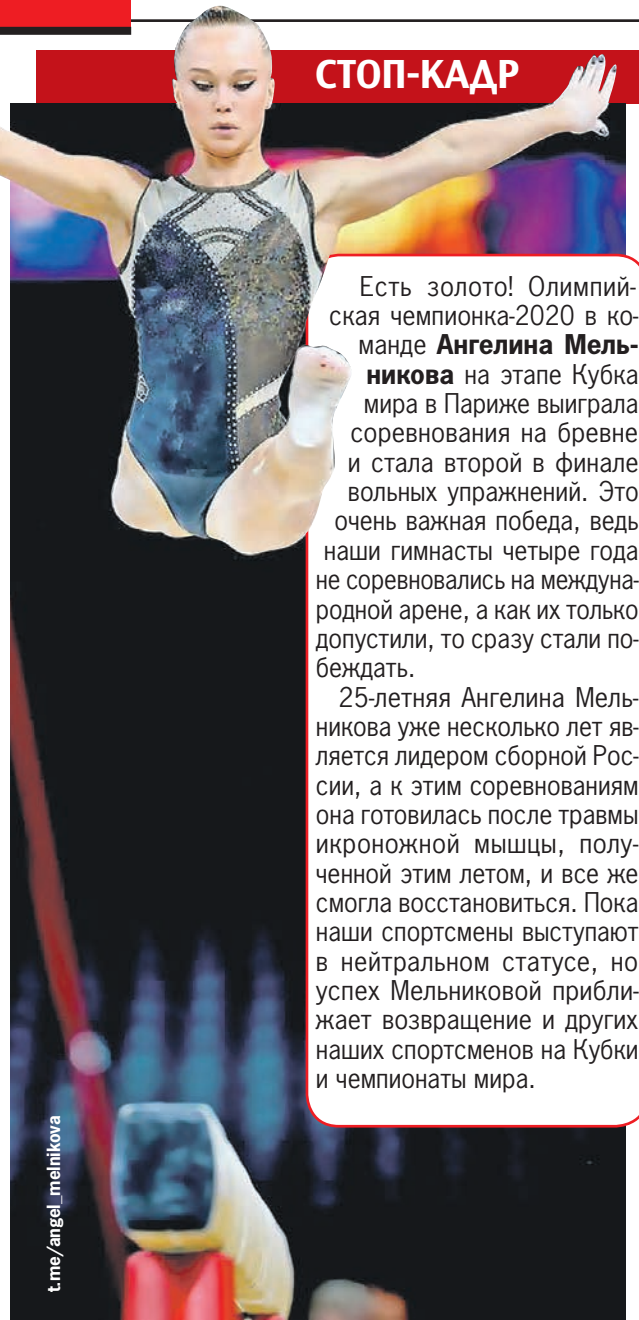 СТОП-КАДР
Есть золото! Олимпий-
ская чемпионка-2020 в ко-
манде Ангелина Мель-
никова на этапе Кубка
мира в Париже выиграла
соревнования на бревне
и стала второй в финале
вольных упражнений. Это
очень важная победа, ведь
наши гимнасты четыре года
не соревновались на междуна-
родной арене, а как их только
допустили, то сразу стали по-
беждать.
25-летняя Ангелина Мель-
никова уже несколько лет яв-
ляется лидером сборной Рос-
сии, а к этим соревнованиям
она готовилась после травмы
икроножной мышцы, полу-
ченной этим летом, и все же
смогла восстановиться. Пока
наши спортсмены выступают
в нейтральном статусе, но
успех Мельниковой прибли-
жает возвращение и других
наших спортсменов на Кубки
и чемпионаты мира.
t.me/angel_melnikova